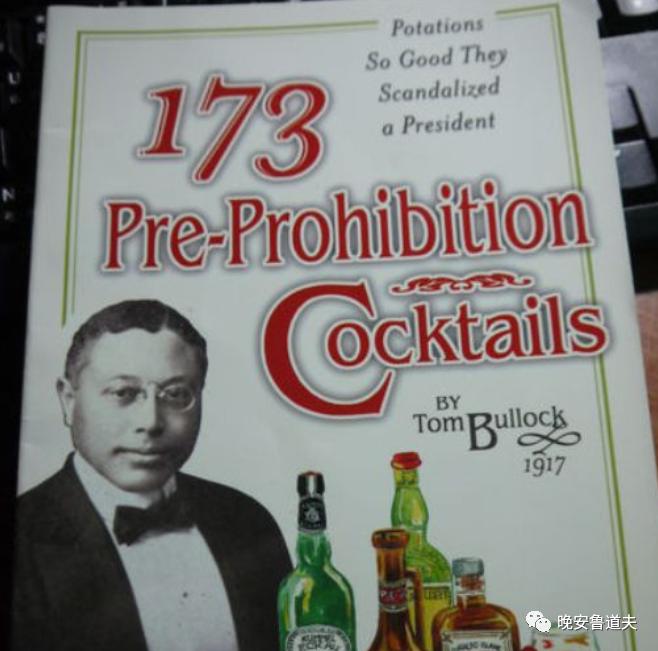 Potations
So Good They
Scandalized
a President
173
Pre-Prohibition
Cocktails
BY
Tom Bullock
1917
晚安鲁道夫